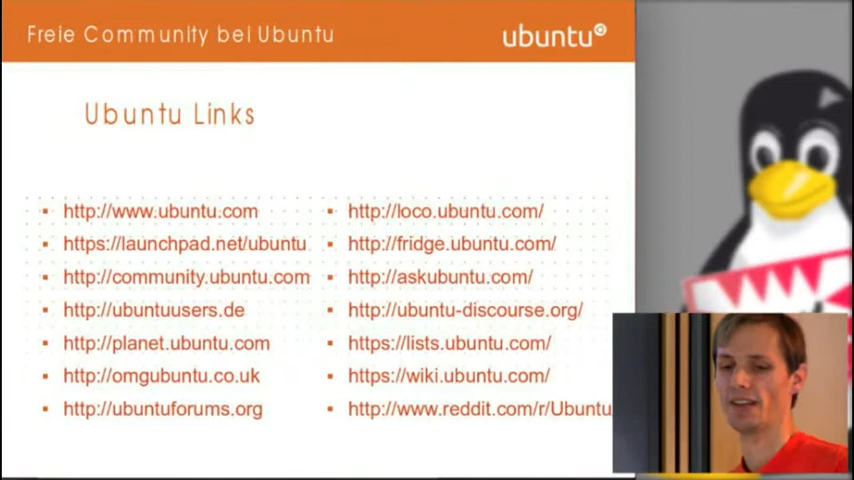 Freie Community bei Ubuntu
ubuntu
Ubuntu Links
http://www.ubuntu.com
https://launchpad.net/ubuntu
http://community.ubuntu.com
http://ubuntuusers.de
http://planet.ubuntu.com
http://omgubuntu.co.uk
http://ubuntuforums.org
http://loco.ubuntu.com/
http://fridge.ubuntu.com/
http://askubuntu.com/
http://ubuntu-discourse.org/
https://lists.ubuntu.com/
https://wiki.ubuntu.com/
http://www.reddit.com/r/Ubuntu